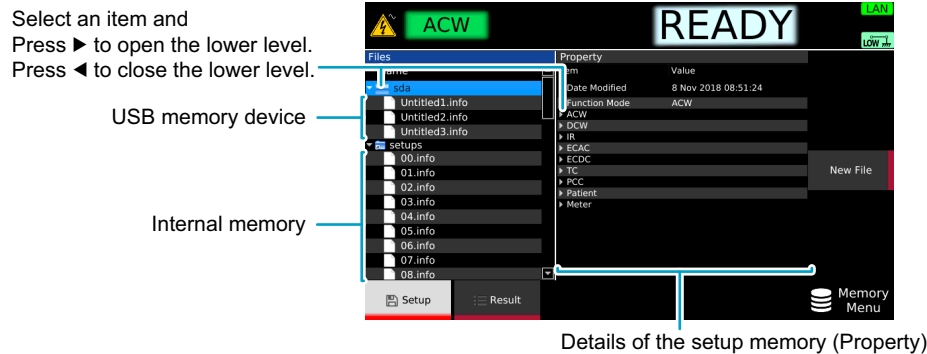 Select an item and
Press ▶ to open the lower level.
Press ◀ to close the lower level.
USB memory device
Internal memory
ACW
READY
LAN
LOW
Files
Property
Value
sda
Untitled1.info
Untitled2.info
Untitled3.info
setups
00.info
01.info
02.info
03.info
04.info
05.info
06.info
07.info
08.info
Date Modified 8 Nov 2018 08:51:24
Function Mode ACW
ACW
DCW
IR
ECAC
ECDC
TC
PCC
Patient
Meter
New File
Setup
Result
Memory
Menu
Details of the setup memory (Property)